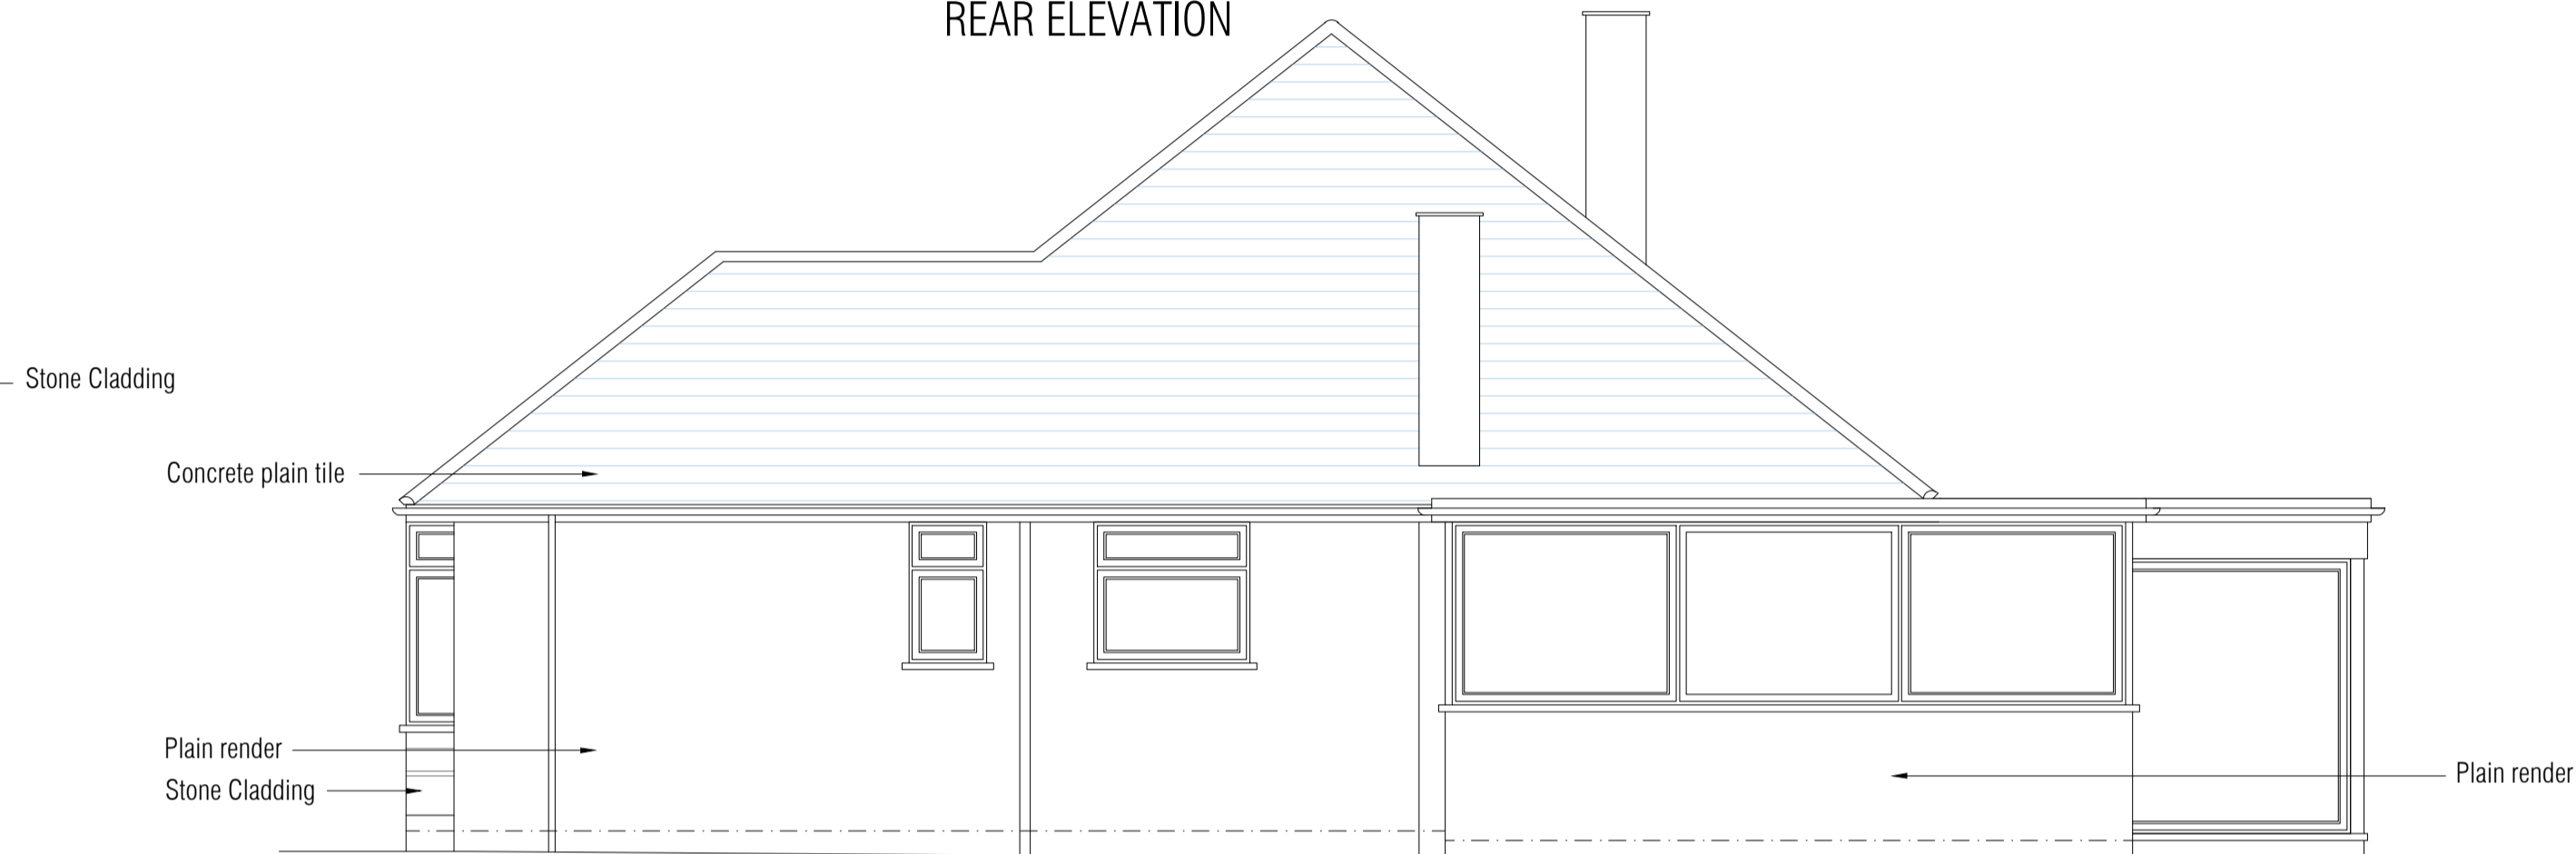 REAR ELEVATION
Stone Cladding
Concrete plain tile
Plain render
Stone Cladding
Plain render